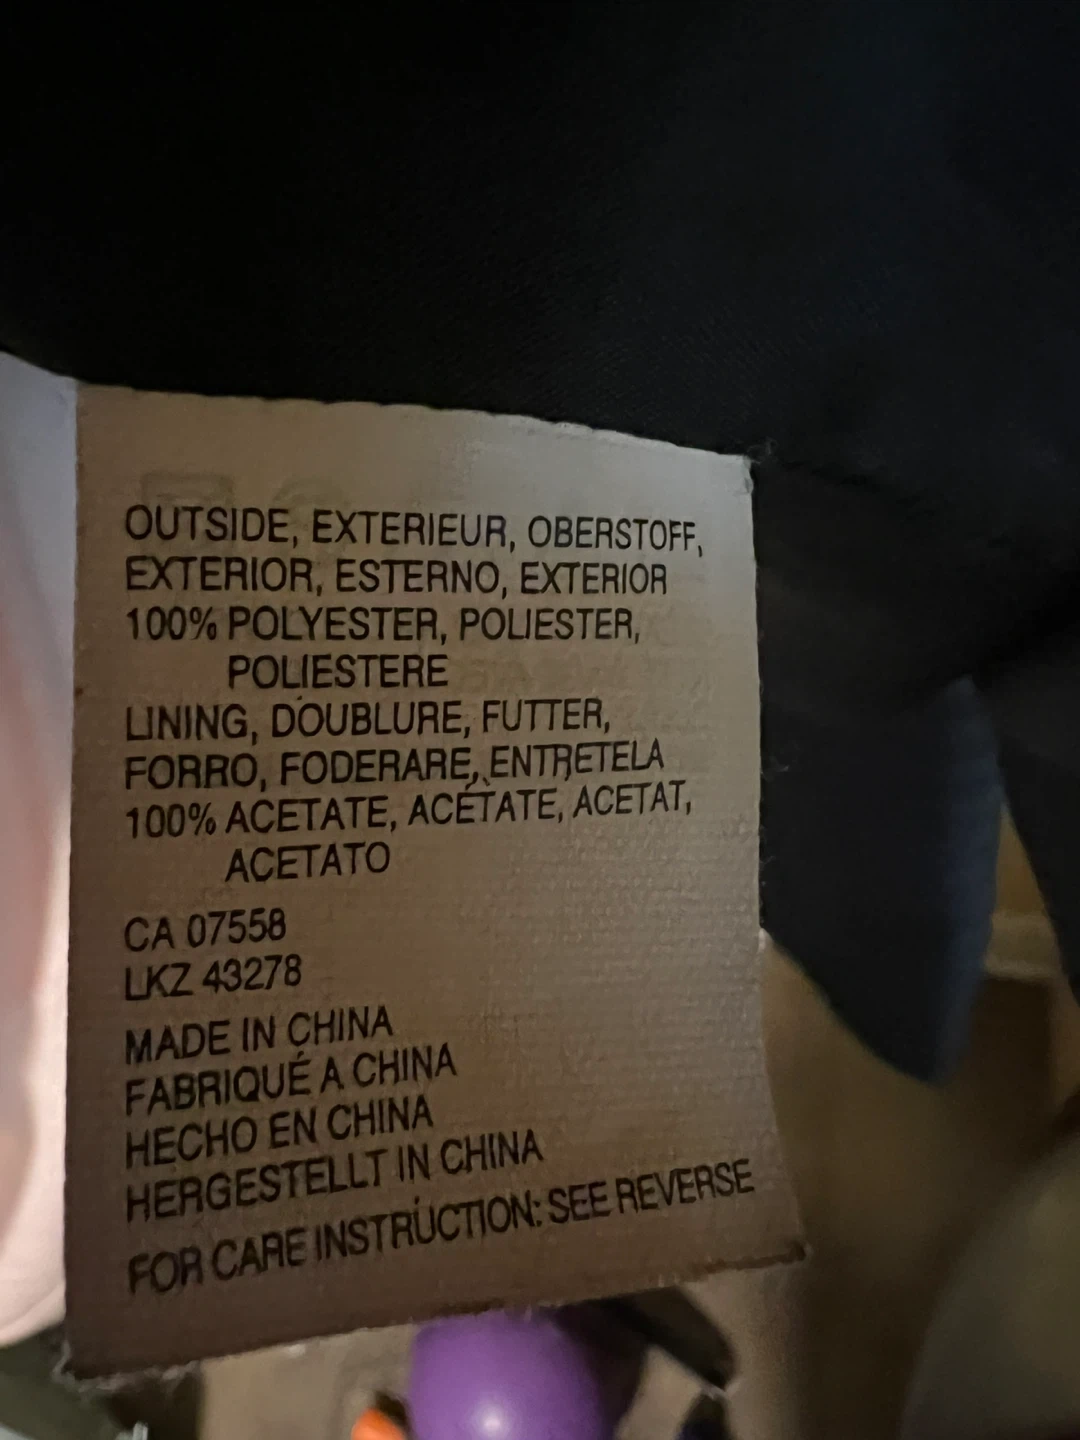 OUTSIDE, EXTERIEUR, OBERSTOFF,
EXTERIOR, ESTERNO, EXTERIOR
100% POLYESTER, POLIESTER,
POLIESTERE
LINING, DOUBLURE, FUTTER,
FORRO, FODERARE, ENTRETELA
100% ACETATE, ACÉTATE, ACETAT,
ACETATO
CA 07558
LKZ 43278
MADE IN CHINA
FABRIQUÉ A CHINA
HECHO EN CHINA
HERGESTELLT IN CHINA
FOR CARE INSTRUCTION: SEE REVERSE